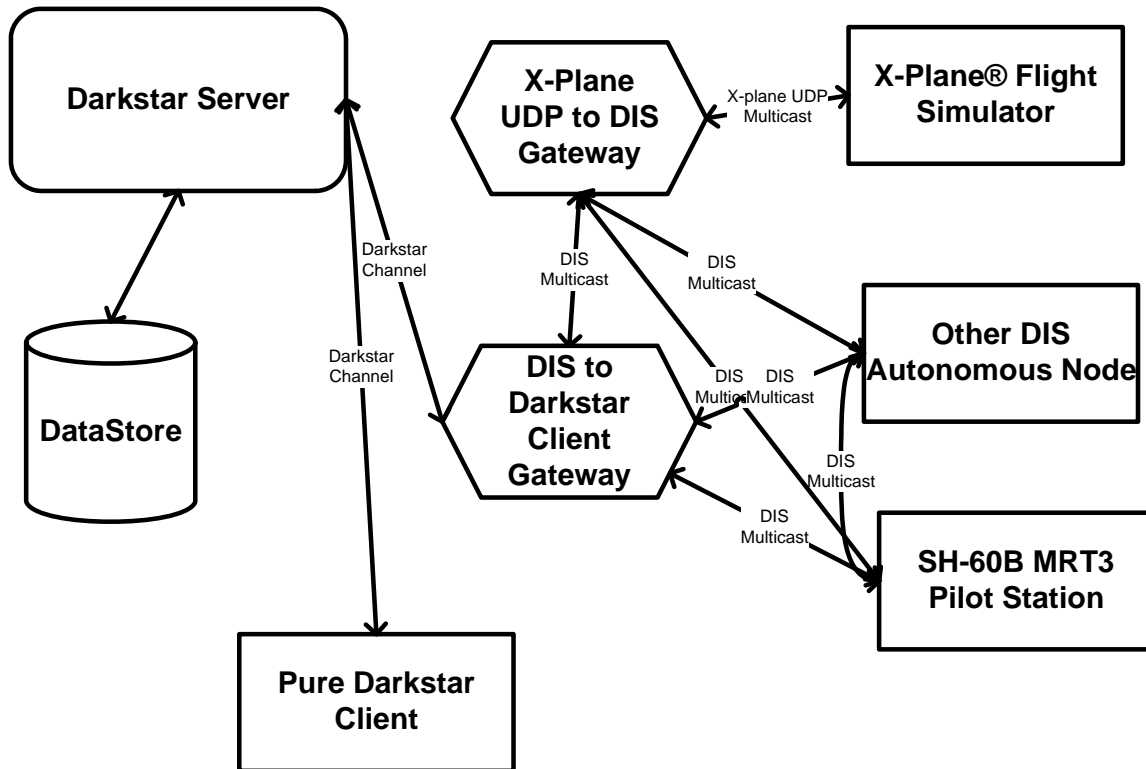 Darkstar Server
X-Plane
UDP to DIS
Gateway
X-plane UDP
Multicast
X-Plane® Flight
Simulator
Darkstar
Channel
DIS
Multicast
DIS
Multicast
DataStore
Darkstar
Channel
DIS to
Darkstar
Client
Gateway
DIS
DIS
Multicast
Other DIS
Autonomous Node
DIS
Multicast
DIS
Multicast
SH-60B MRT3
Pilot Station
Pure Darkstar
Client